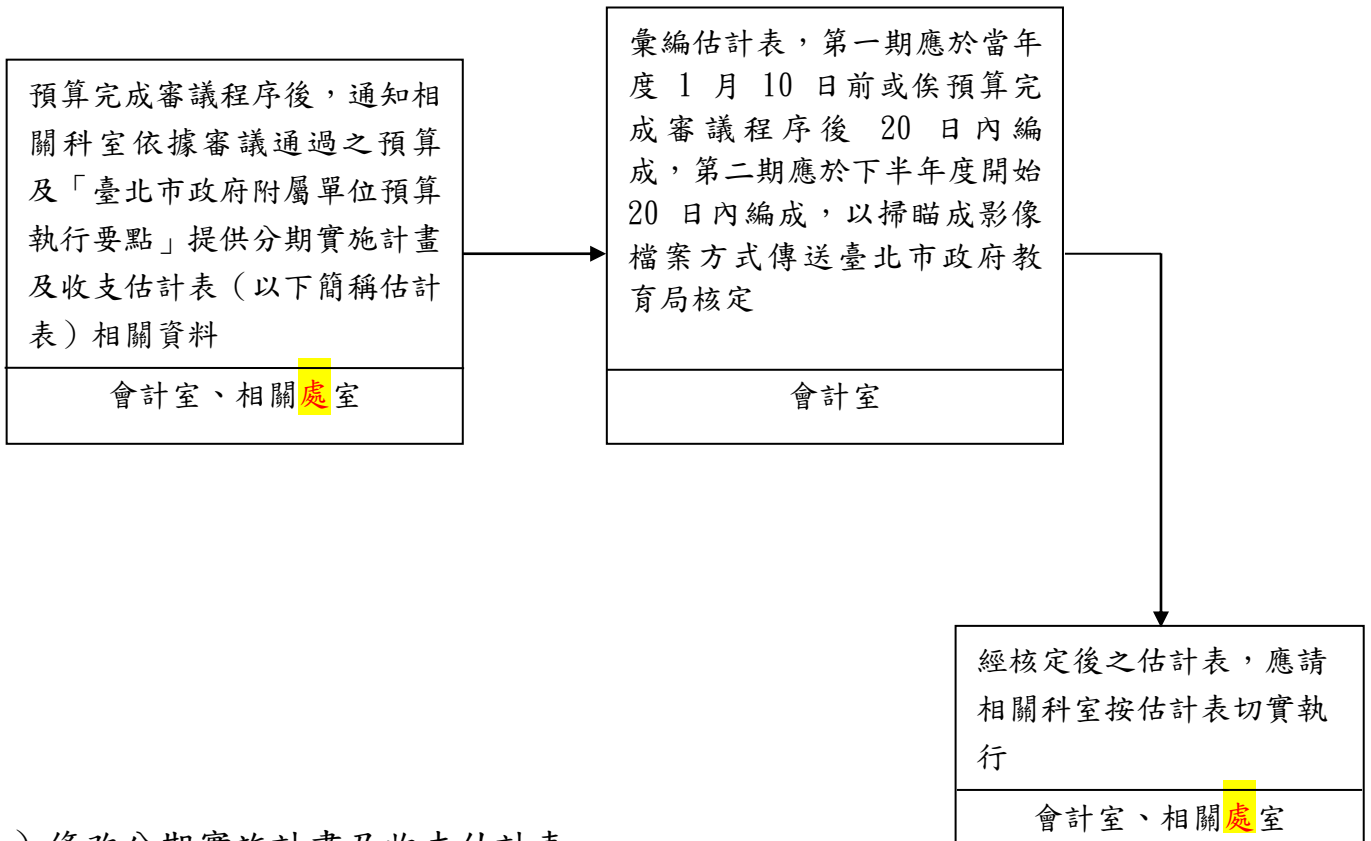 預算完成審議程序後，通知相
關科室依據審議通過之預算
及「臺北市政府附屬單位預算
執行要點」提供分期實施計畫
及收支估計表（以下簡稱估計
表）相關資料
會計室、相關處室
彙編估計表，第一期應於當年
度 1 月 10 日前或俟預算完
成審議程序後 20 日內編
成，第二期應於下半年度開始
20 日內編成，以掃瞄成影像
檔案方式傳送臺北市政府教
育局核定
會計室
經核定後之估計表，應請
相關科室按估計表切實執
行
會計室、相關處室
）修改分期實施計畫及收支估計表